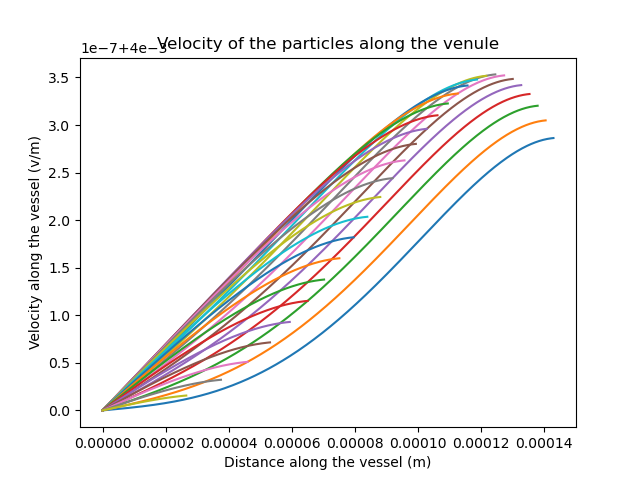 Velocity of the particles along the venule
1e−7+4e−3
3.5
3.0
2.5
2.0
1.5
1.0
0.5
0.0
Velocity along the vessel (v/m)
0.00000 0.00002 0.00004 0.00006 0.00008 0.00010 0.00012 0.00014
Distance along the vessel (m)